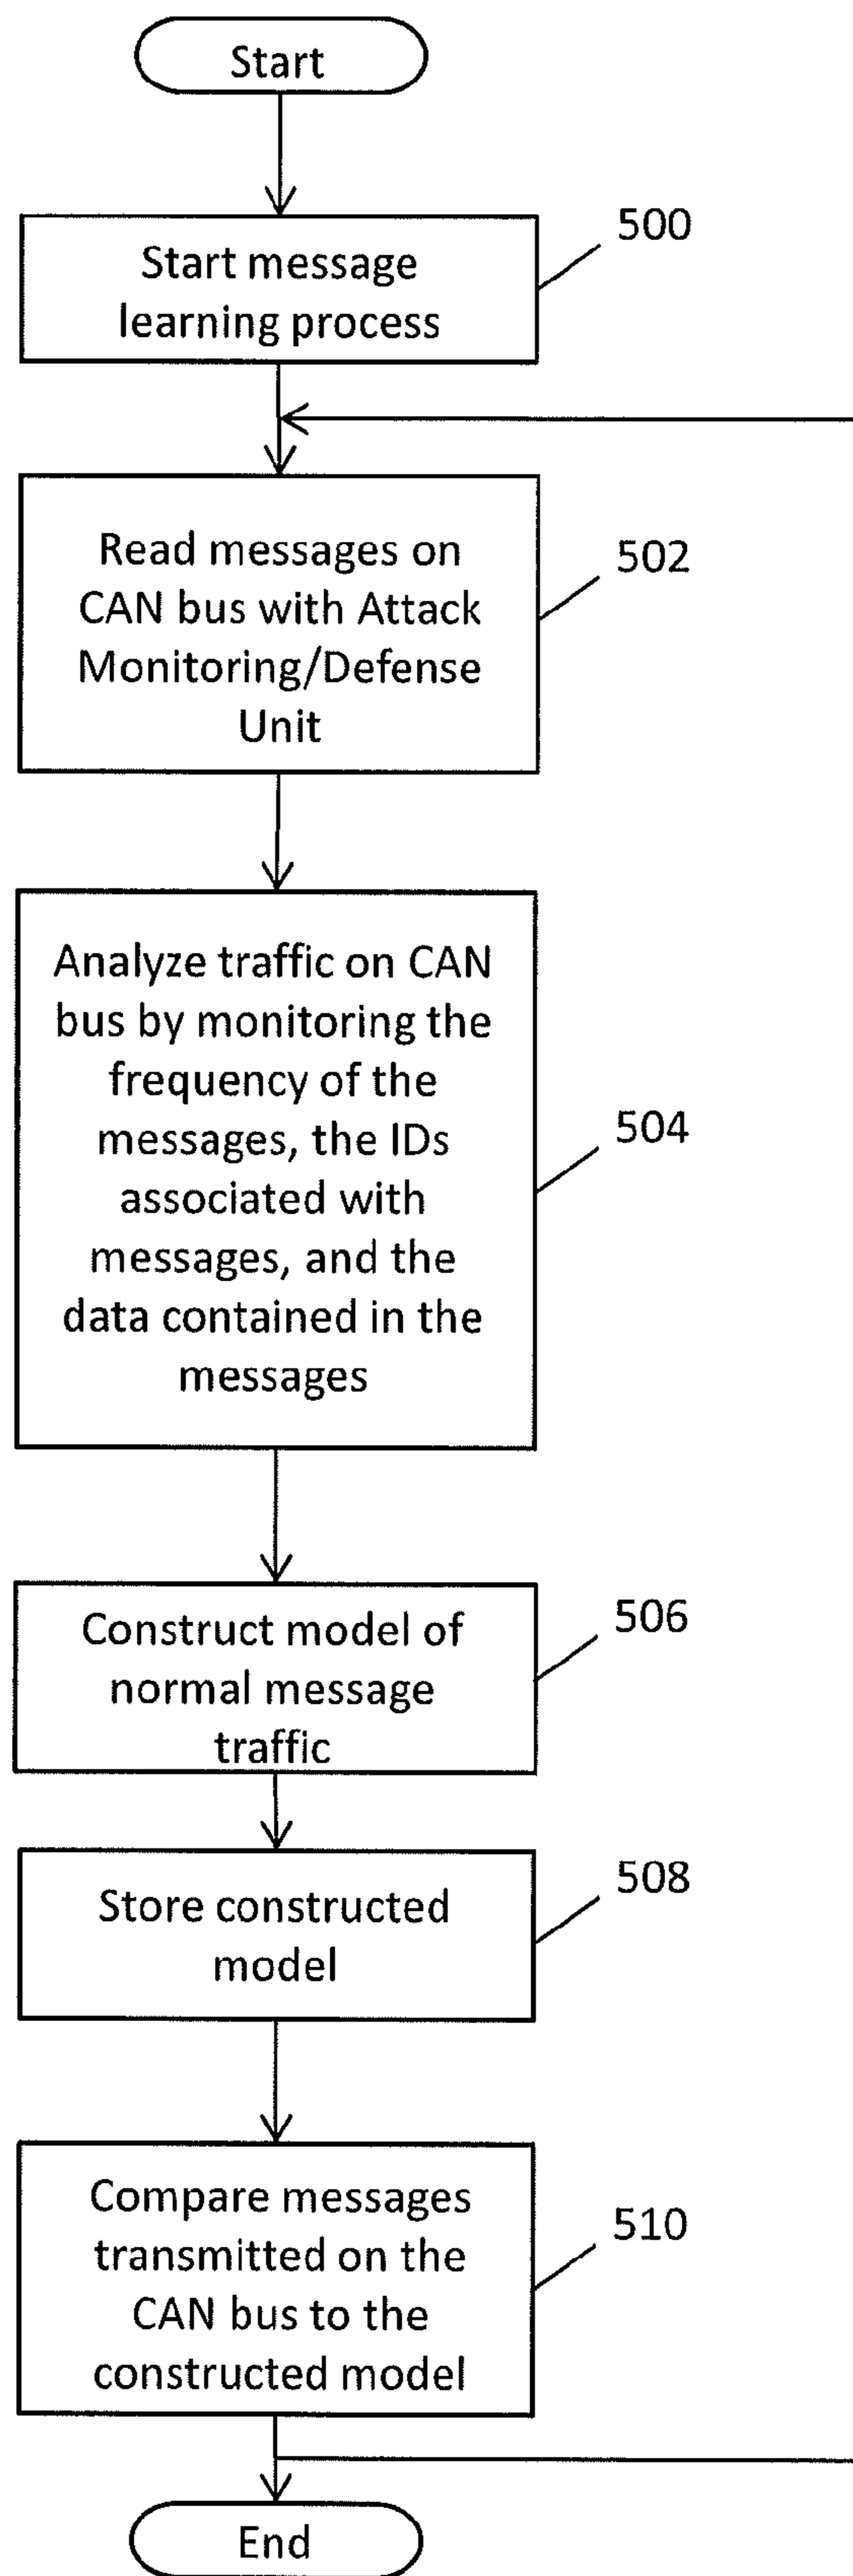 Start
500
Start message
learning process
502
Read messages on
CAN bus with Attack
Monitoring/Defense
Unit
504
Analyze traffic on CAN
bus by monitoring the
frequency of the
messages, the IDs
associated with
messages, and the
data contained in the
messages
506
Construct model of
normal message
traffic
508
Store constructed
model
510
Compare messages
transmitted on the
CAN bus to the
constructed model
End